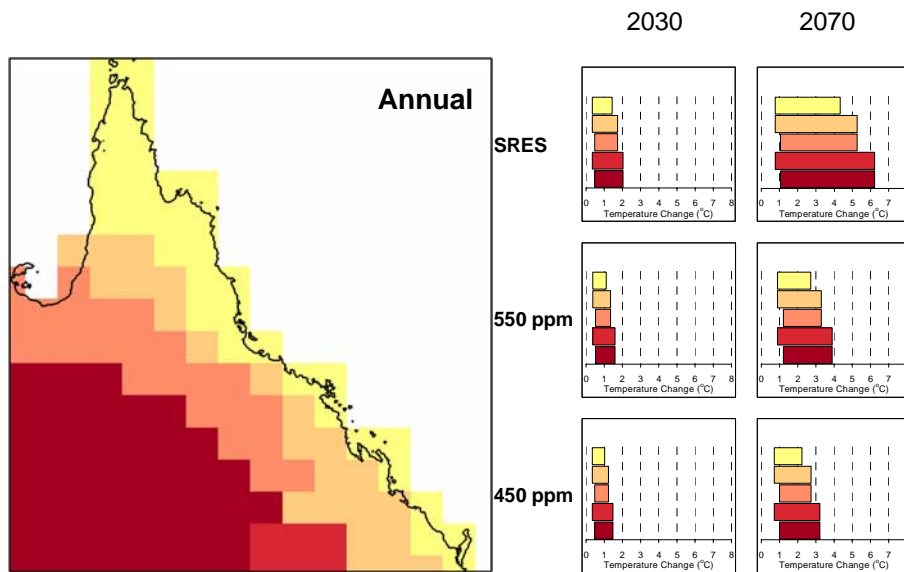 2030 2070
Annual
SRES
0 1 2 3 4 5 6 7 8
Temperature Change (°C)
0 1 2 3 4 5 6 7
Temperature Change (°C)
550 ppm
0 1 2 3 4 5 6 7 8
Temperature Change (°C)
0 1 2 3 4 5 6 7
Temperature Change (°C)
450 ppm
0 1 2 3 4 5 6 7 8
Temperature Change (°C)
0 1 2 3 4 5 6 7
Temperature Change (°C)